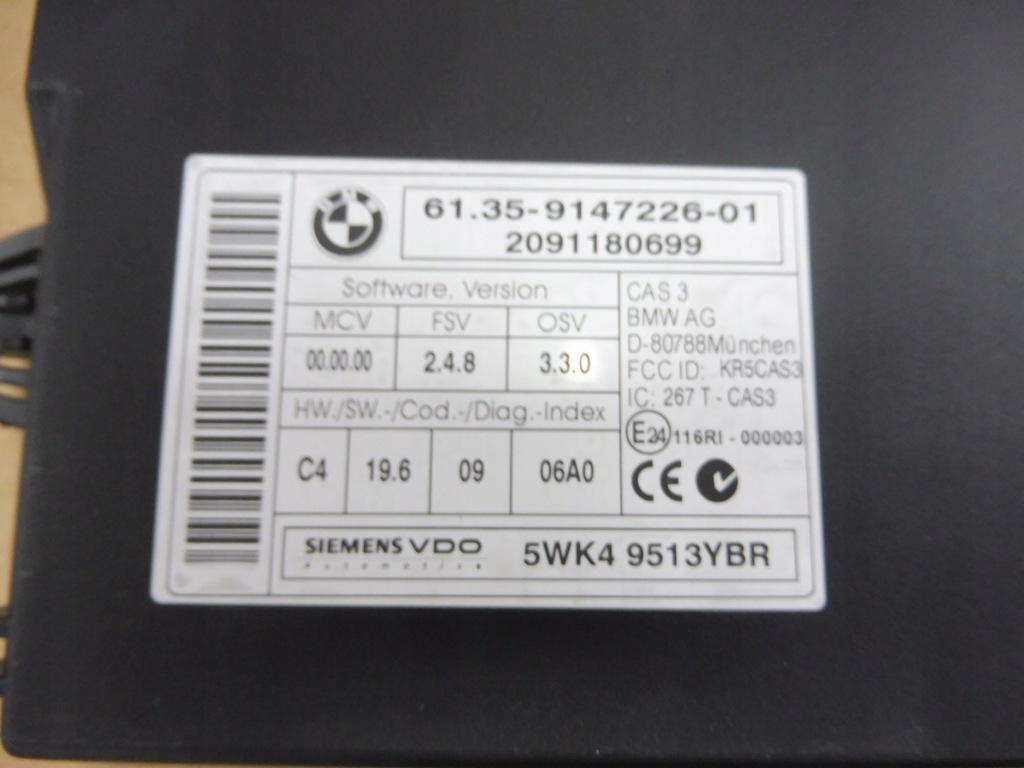 BMW
61.35-9147226-01
2091180699
Software, Version
MCV FSV OSV
00.00.00 2.4.8 3.3.0
HW./SW.-/Cod.-/Diag.-Index
C4 19.6 09 06A0
CAS 3
BMW AG
D-80788München
FCC ID: KR5CAS3
IC: 267 T - CAS3
E24 116RI - 000003
CE
SIEMENS VDO
Automotive
5WK4 9513YBR